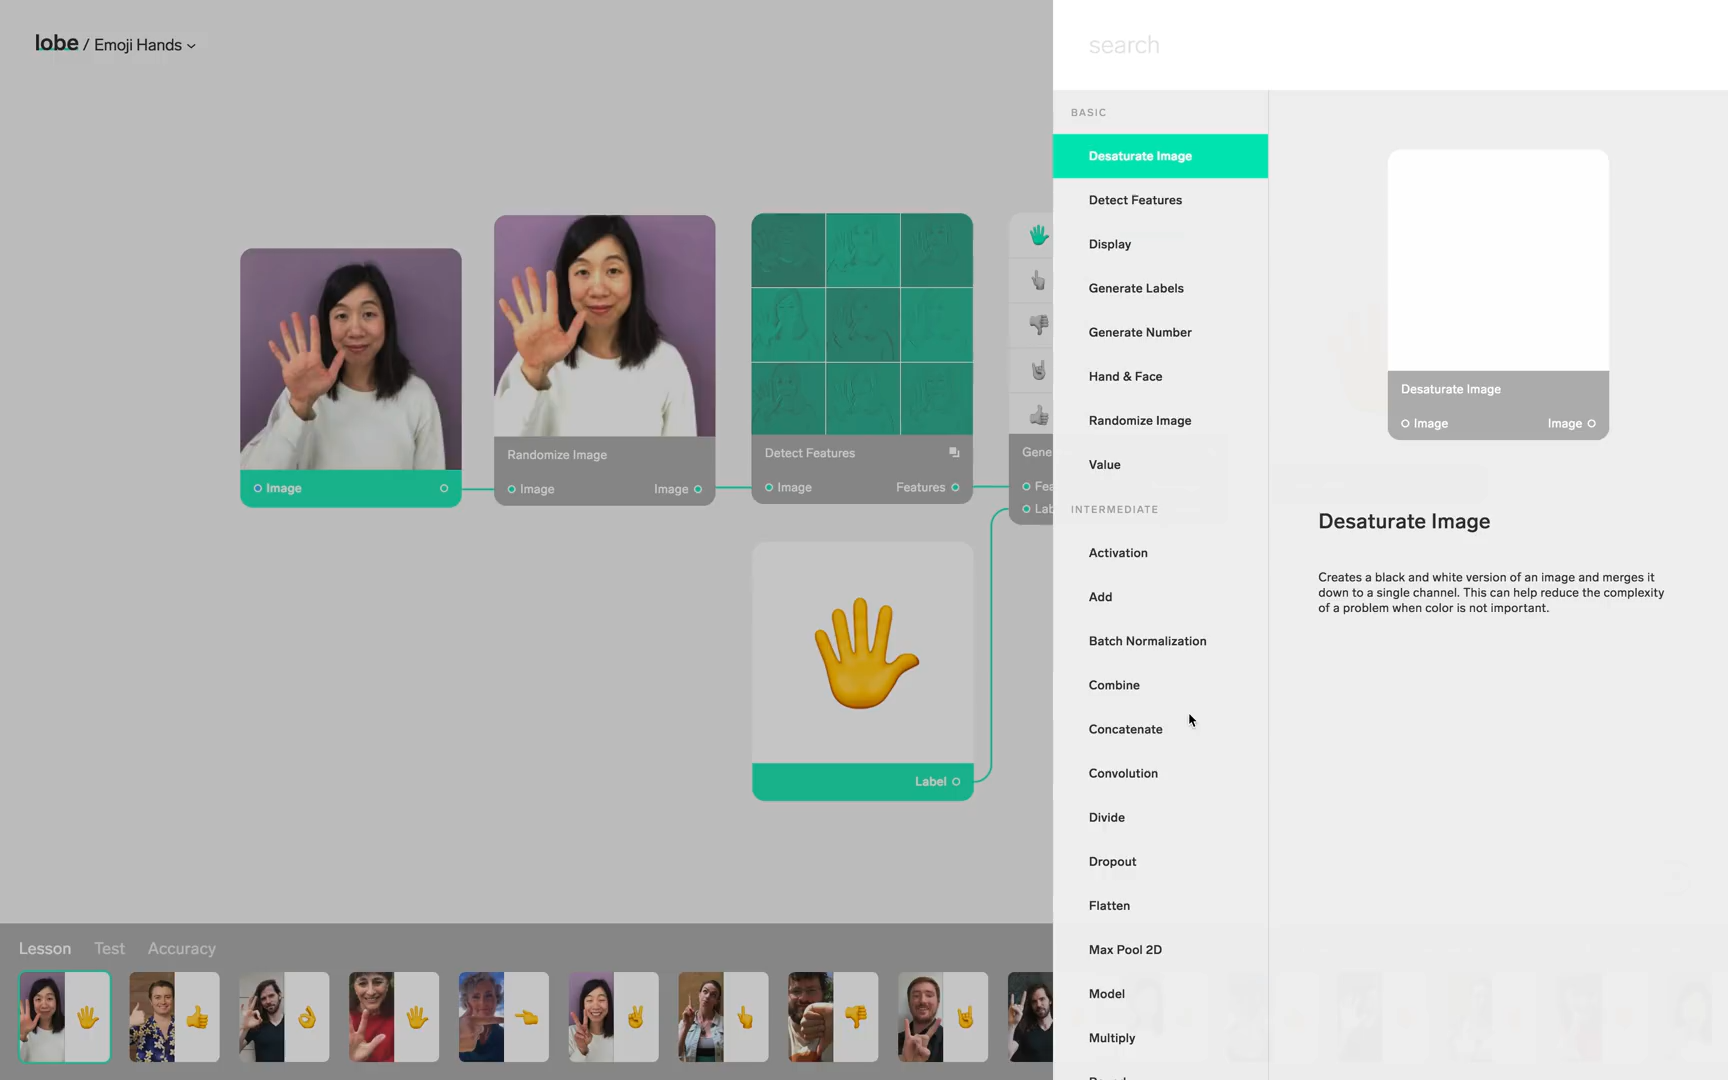 lobe / Emoji Hands
search
BASIC
Desaturate Image
Detect Features
Display
Generate Labels
Generate Number
Hand & Face
Randomize Image
Value
INTERMEDIATE
Activation
Add
Batch Normalization
Combine
Concatenate
Convolution
Divide
Dropout
Flatten
Max Pool 2D
Model
Multiply
Desaturate Image
Image Image
Desaturate Image
Creates a black and white version of an image and merges it
down to a single channel. This can help reduce the complexity
of a problem when color is not important.
Image
Randomize Image
Image Image
Detect Features
Image Features
Label
Lesson Test Accuracy